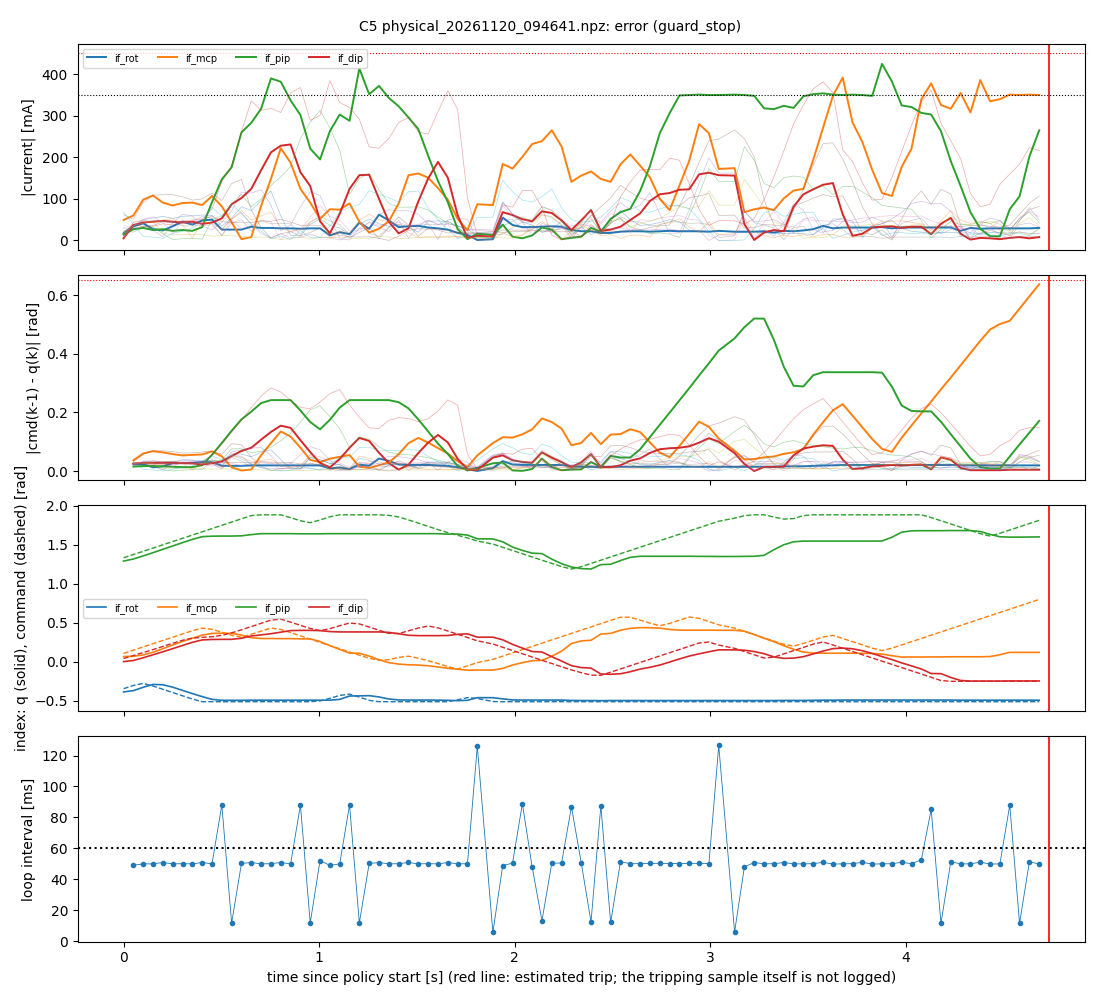 C5 physical_20261120_094641.npz: error (guard_stop)
|current| [mA]
400
300
200
100
0
if_rot if_mcp if_pip if_dip
|cmd(k-1) - q(k)| [rad]
0.6
0.4
0.2
0.0
index: q (solid), command (dashed) [rad]
2.0
1.5
1.0
0.5
0.0
−0.5
if_rot if_mcp if_pip if_dip
loop interval [ms]
120
100
80
60
40
20
0
0 1 2 3 4
time since policy start [s] (red line: estimated trip; the tripping sample itself is not logged)